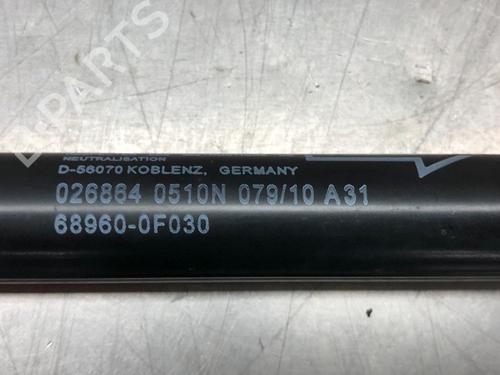 B-PARTS
NEUTRALISATION
D-56070 KOBLENZ, GERMANY
026864 0510N 079/10 A31
68960-0F030